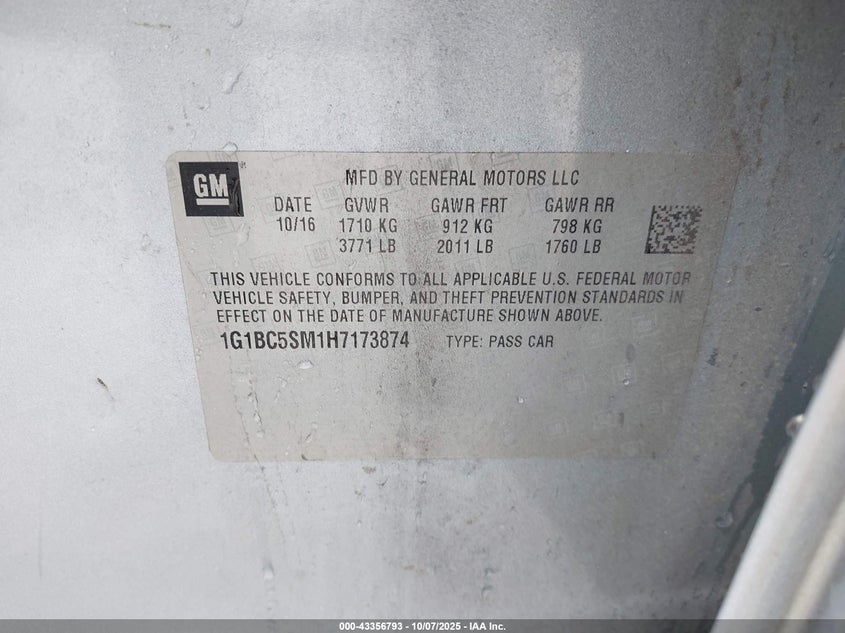 GM
MFD BY GENERAL MOTORS LLC
DATE GVWR GAWR FRT GAWR RR
10/16 1710 KG 912 KG 798 KG
3771 LB 2011 LB 1760 LB
THIS VEHICLE CONFORMS TO ALL APPLICABLE U.S. FEDERAL MOTOR
VEHICLE SAFETY, BUMPER, AND THEFT PREVENTION STANDARDS IN
EFFECT ON THE DATE OF MANUFACTURE SHOWN ABOVE.
1G1BC5SM1H7173874 TYPE: PASS CAR
000-43356793 - 10/07/2025 - IAA Inc.